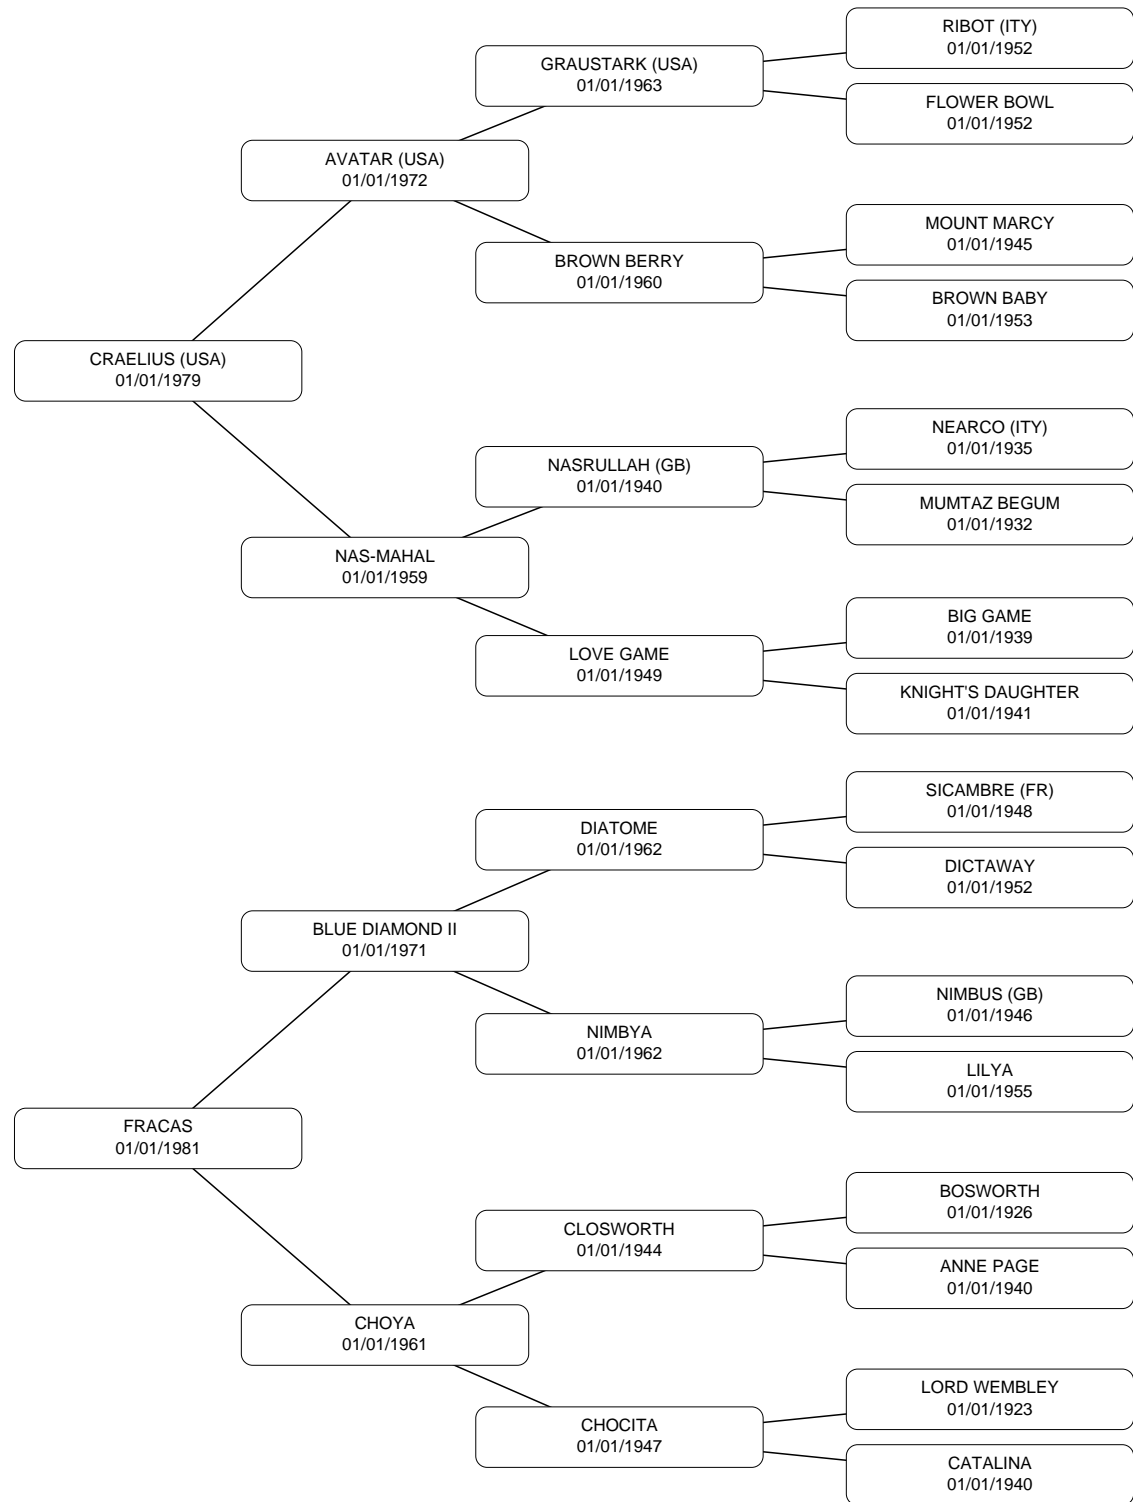 RIBOT (ITY)
01/01/1952
GRAUSTARK (USA)
01/01/1963
FLOWER BOWL
01/01/1952
AVATAR (USA)
01/01/1972
MOUNT MARCY
01/01/1945
BROWN BERRY
01/01/1960
BROWN BABY
01/01/1953
CRAELIUS (USA)
01/01/1979
NEARCO (ITY)
01/01/1935
NASRULLAH (GB)
01/01/1940
MUMTAZ BEGUM
01/01/1932
NAS-MAHAL
01/01/1959
BIG GAME
01/01/1939
LOVE GAME
01/01/1949
KNIGHT'S DAUGHTER
01/01/1941
SICAMBRE (FR)
01/01/1948
DIATOME
01/01/1962
DICTAWAY
01/01/1952
BLUE DIAMOND II
01/01/1971
NIMBUS (GB)
01/01/1946
NIMBYA
01/01/1962
LILYA
01/01/1955
FRACAS
01/01/1981
BOSWORTH
01/01/1926
CLOSWORTH
01/01/1944
ANNE PAGE
01/01/1940
CHOYA
01/01/1961
LORD WEMBLEY
01/01/1923
CHOCITA
01/01/1947
CATALINA
01/01/1940